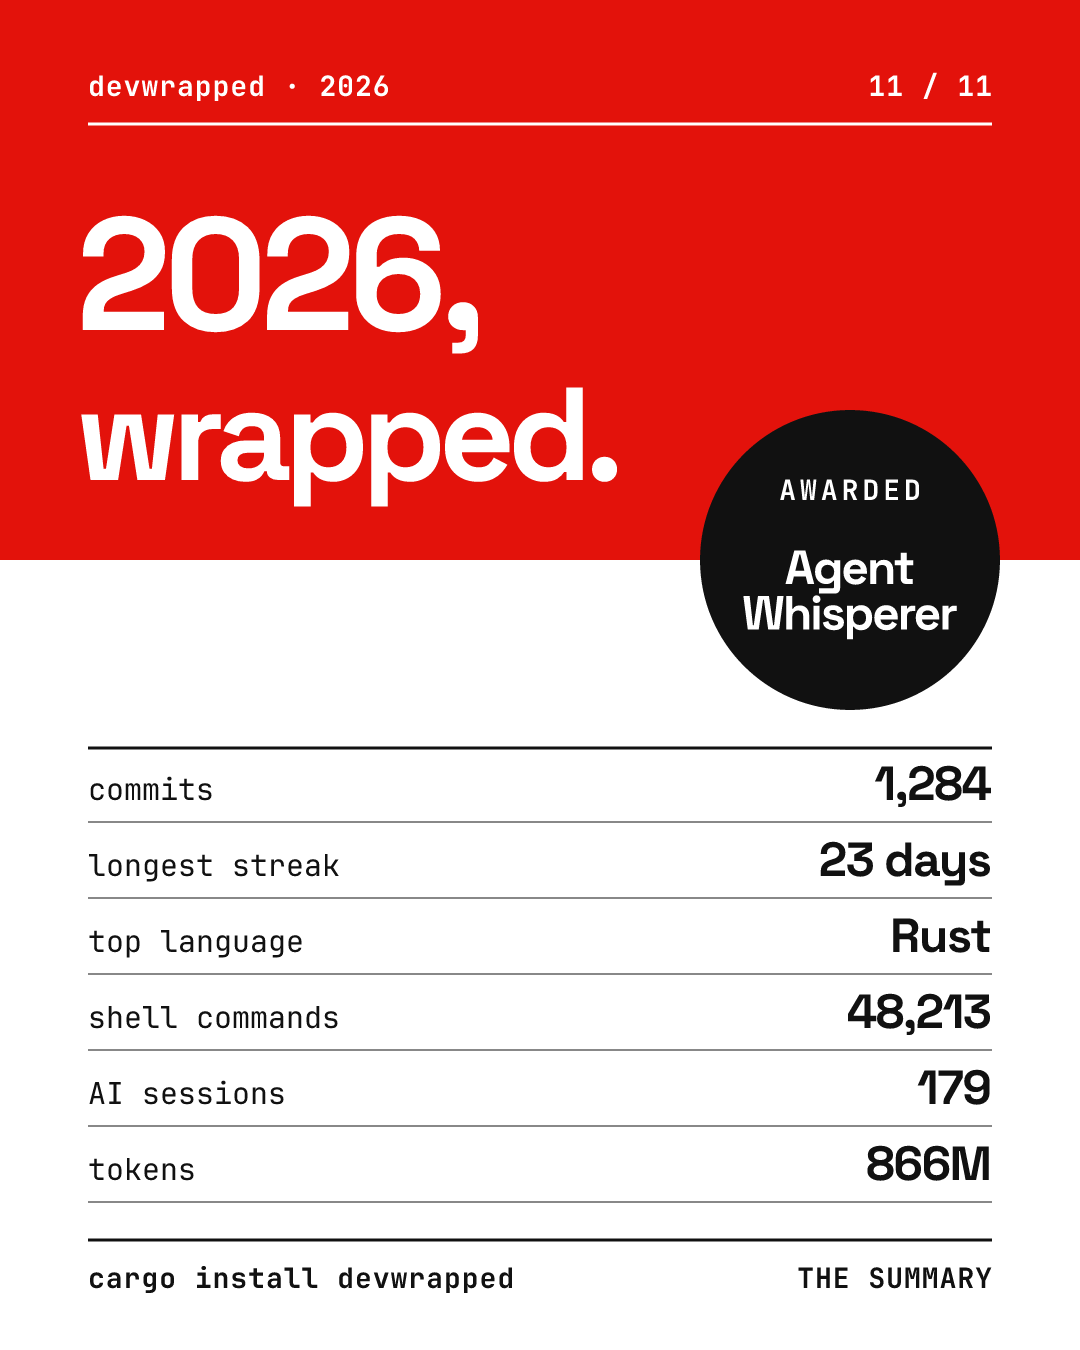 devwrapped · 2026
11 / 11
2026,
wrapped.
AWARDED
Agent
Whisperer
commits 1,284
longest streak 23 days
top language Rust
shell commands 48,213
AI sessions 179
tokens 866M
cargo install devwrapped
THE SUMMARY